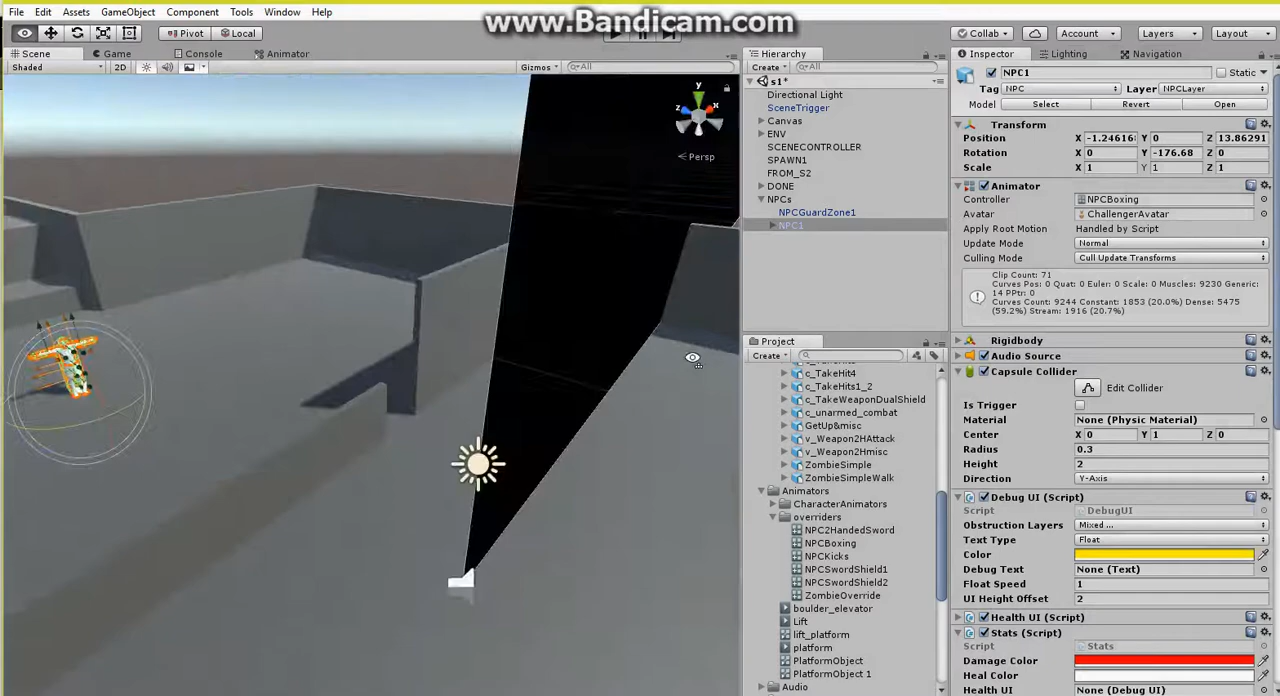 File Edit Assets GameObject Component Tools Window Help
www.Bandicam.com
Pivot Local Collab Account Layers Layout
Scene Game Console Animator
Shaded 2D Gizmos All
y
z x
Persp
Hierarchy
Create All
s1*
Directional Light
SceneTrigger
Canvas
ENV
SCENECONTROLLER
SPAWN1
FROM_S2
DONE
NPCs
NPCGuardZone1
NPC1
Project
Create
c_TakeHit4
c_TakeHits1_2
c_TakeWeaponDualShield
c_unarmed_combat
GetUp&misc
v_Weapon2HAttack
v_Weapon2Hmisc
ZombieSimple
ZombieSimpleWalk
Animators
CharacterAnimators
overriders
NPC2HandedSword
NPCBoxing
NPCKicks
NPCSwordShield1
NPCSwordShield2
ZombieOverride
boulder_elevator
Lift
lift_platform
platform
PlatformObject
PlatformObject 1
Audio
Inspector Lighting Navigation
NPC1 Static
Tag NPC Layer NPCLayer
Model Select Revert Open
Transform
Position X -1.24616 Y 0 Z 13.86291
Rotation X 0 Y -176.68 Z 0
Scale X 1 Y 1 Z 1
Animator
Controller NPCBoxing
Avatar ChallengerAvatar
Apply Root Motion Handled by Script
Update Mode Normal
Culling Mode Cull Update Transforms
Clip Count: 71
Curves Pos: 0 Quat: 0 Euler: 0 Scale: 0 Muscles: 9230 Generic:
14 PPtr: 0
Curves Count: 9244 Constant: 1853 (20.0%) Dense: 5475
(59.2%) Stream: 1916 (20.7%)
Rigidbody
Audio Source
Capsule Collider
Edit Collider
Is Trigger
Material None (Physic Material)
Center X 0 Y 1 Z 0
Radius 0.3
Height 2
Direction Y-Axis
Debug UI (Script)
Script DebugUI
Obstruction Layers Mixed ...
Text Type Float
Color
Debug Text None (Text)
Float Speed 1
UI Height Offset 2
Health UI (Script)
Stats (Script)
Script Stats
Damage Color
Heal Color
Health UI None (Debug UI)